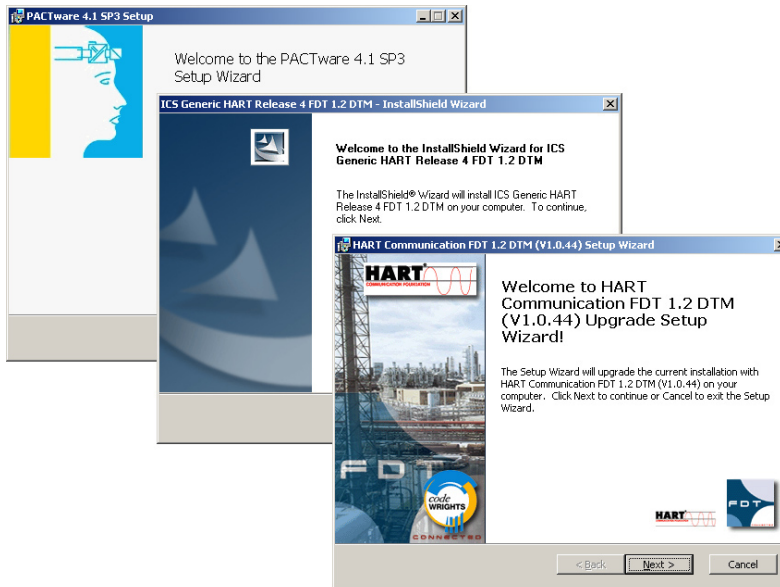 PACTware 4.1 SP3 Setup
Welcome to the PACTware 4.1 SP3
Setup Wizard
ICS Generic HART Release 4 FDT 1.2 DTM - InstallShield Wizard
Welcome to the InstallShield Wizard for ICS
Generic HART Release 4 FDT 1.2 DTM
The InstallShield® Wizard will install ICS Generic HART
Release 4 FDT 1.2 DTM on your computer. To continue,
click Next.
HART Communication FDT 1.2 DTM (V1.0.44) Setup Wizard
HART
COMMUNICATION FOUNDATION
Welcome to HART
Communication FDT 1.2 DTM
(V1.0.44) Upgrade Setup
Wizard!
The Setup Wizard will upgrade the current installation with
HART Communication FDT 1.2 DTM (V1.0.44) on your
computer. Click Next to continue or Cancel to exit the Setup
Wizard.
FDT
code
WRIGHTS
CONNECTED
HART
FDT
< Back
Next >
Cancel